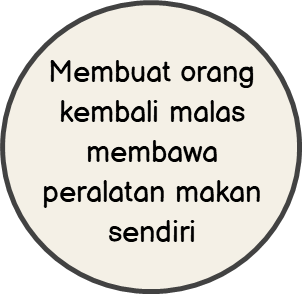 Membuat orang
kembali malas
membawa
peralatan makan
sendiri